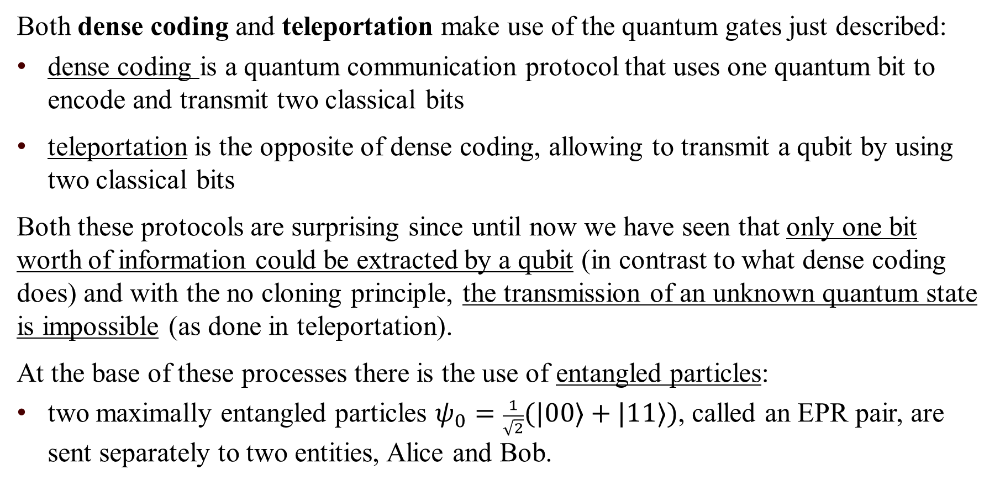 Both dense coding and teleportation make use of the quantum gates just described:
• dense coding is a quantum communication protocol that uses one quantum bit to
encode and transmit two classical bits
• teleportation is the opposite of dense coding, allowing to transmit a qubit by using
two classical bits
Both these protocols are surprising since until now we have seen that only one bit
worth of information could be extracted by a qubit (in contrast to what dense coding
does) and with the no cloning principle, the transmission of an unknown quantum state
is impossible (as done in teleportation).
At the base of these processes there is the use of entangled particles:
• two maximally entangled particles ψ₀ = 1/√2(|00⟩ + |11⟩), called an EPR pair, are
sent separately to two entities, Alice and Bob.